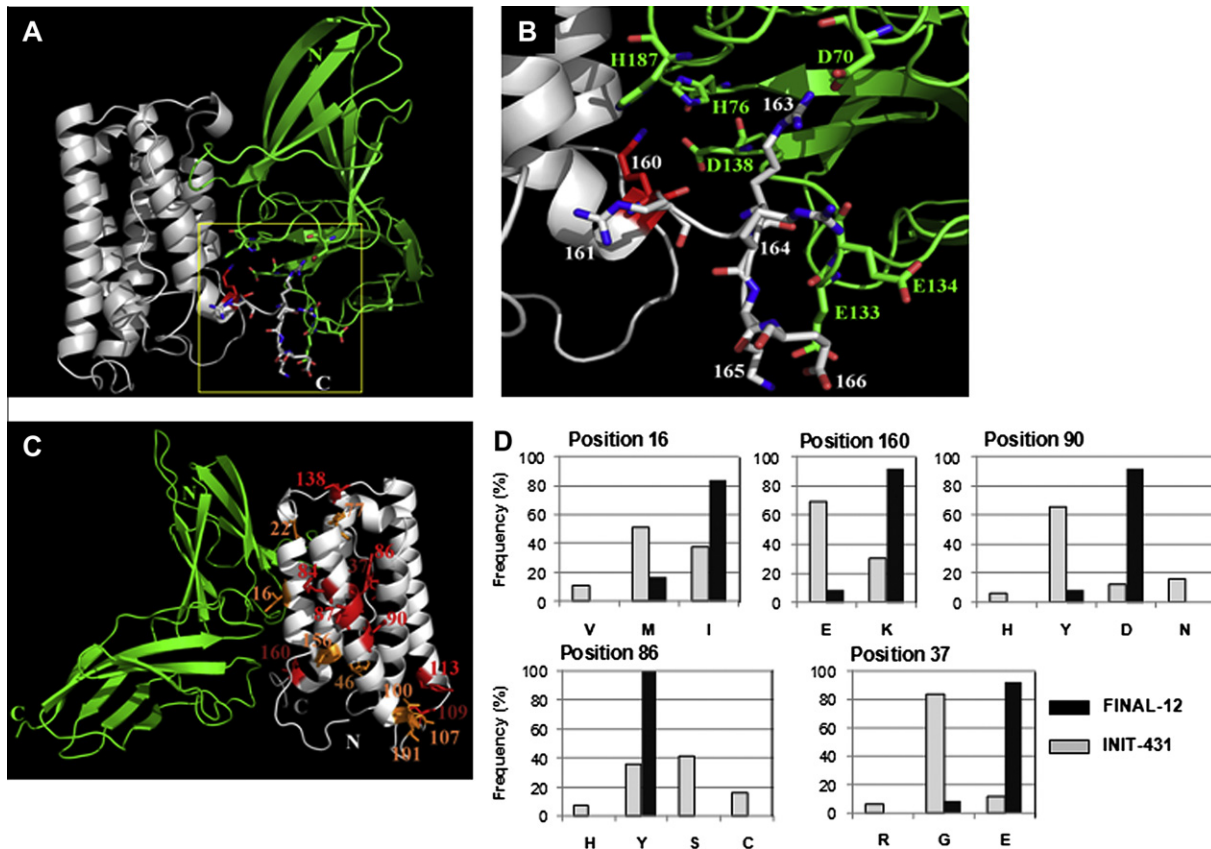 A
N
C
B
H187
D70
H76
163
160
D138
161
164
E134
E133
165
166
C
N
138
22
86
37
84
16
87
90
156
160
C
46
113
100
109
107
101
N
C
D
Position 16
Frequency (%)
100
80
60
40
20
0
V M I
Position 160
100
80
60
40
20
0
E K
Position 90
100
80
60
40
20
0
H Y D N
Position 86
Frequency (%)
100
80
60
40
20
0
H Y S C
Position 37
100
80
60
40
20
0
R G E
FINAL-12
INIT-431